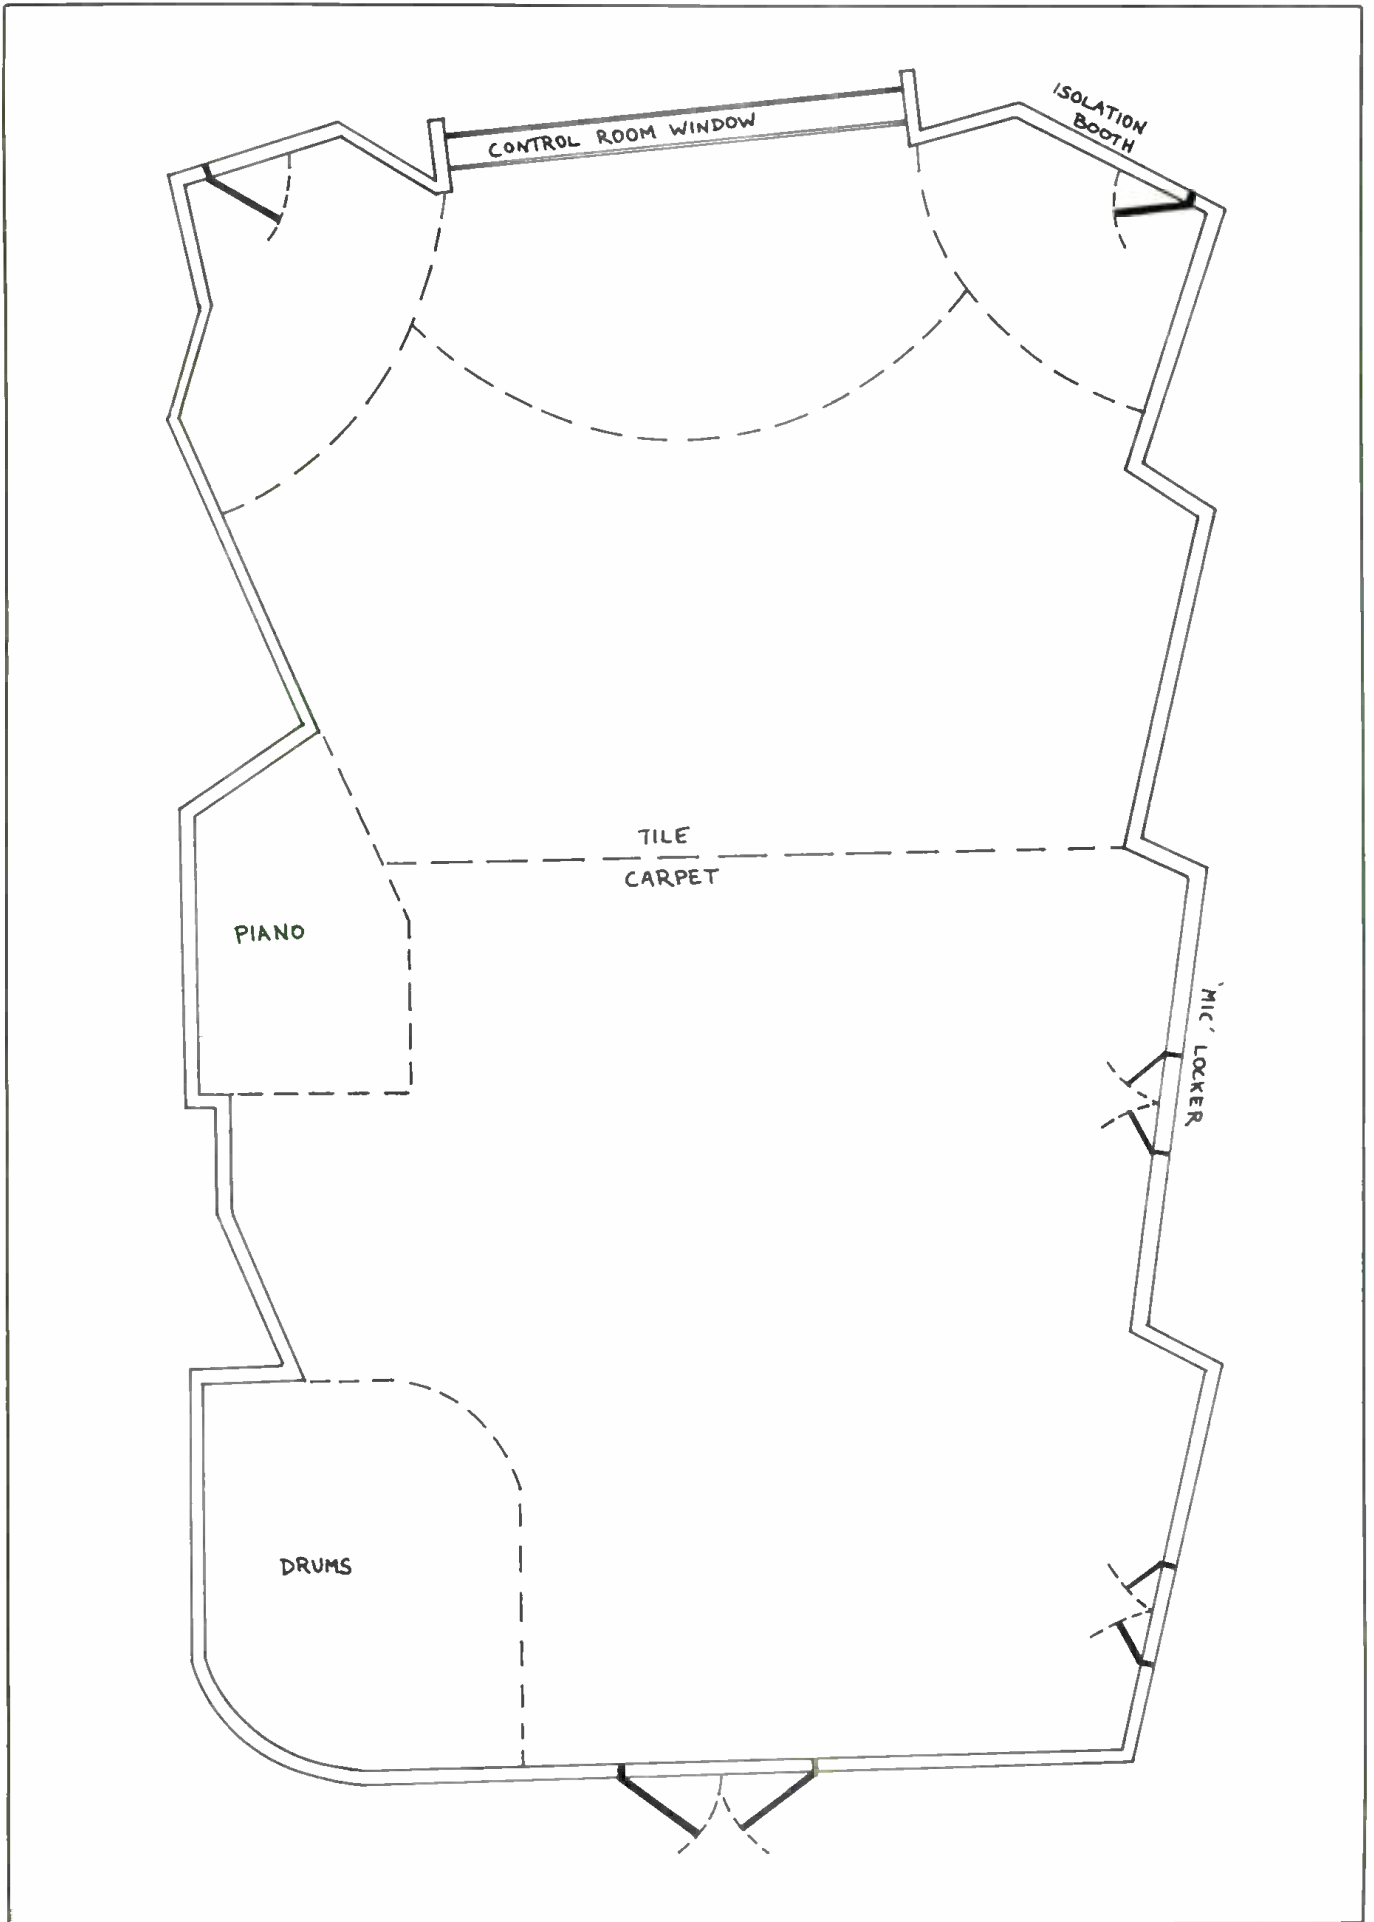 ISOLATION
BOOTH
CONTROL ROOM WINDOW
TILE
CARPET
PIANO
'MIC' LOCKER
DRUMS